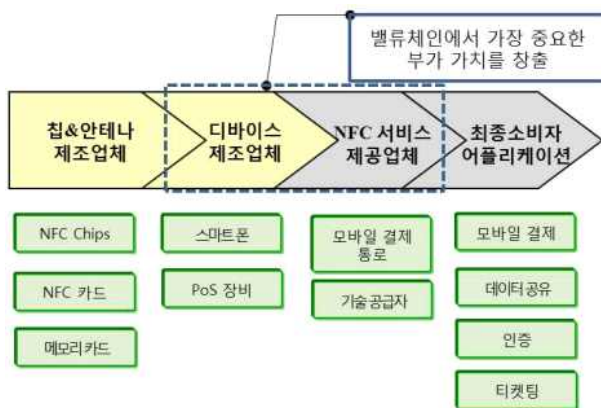 밸류체인에서 가장 중요한
부가 가치를 창출
칩&안테나
제조업체
디바이스
제조업체
NFC 서비스
제공업체
최종소비자
어플리케이션
NFC Chips
NFC 카드
메모리카드
스마트폰
PoS 장비
모바일 결제
통로
기술공급자
모바일 결제
데이터공유
인증
티켓팅